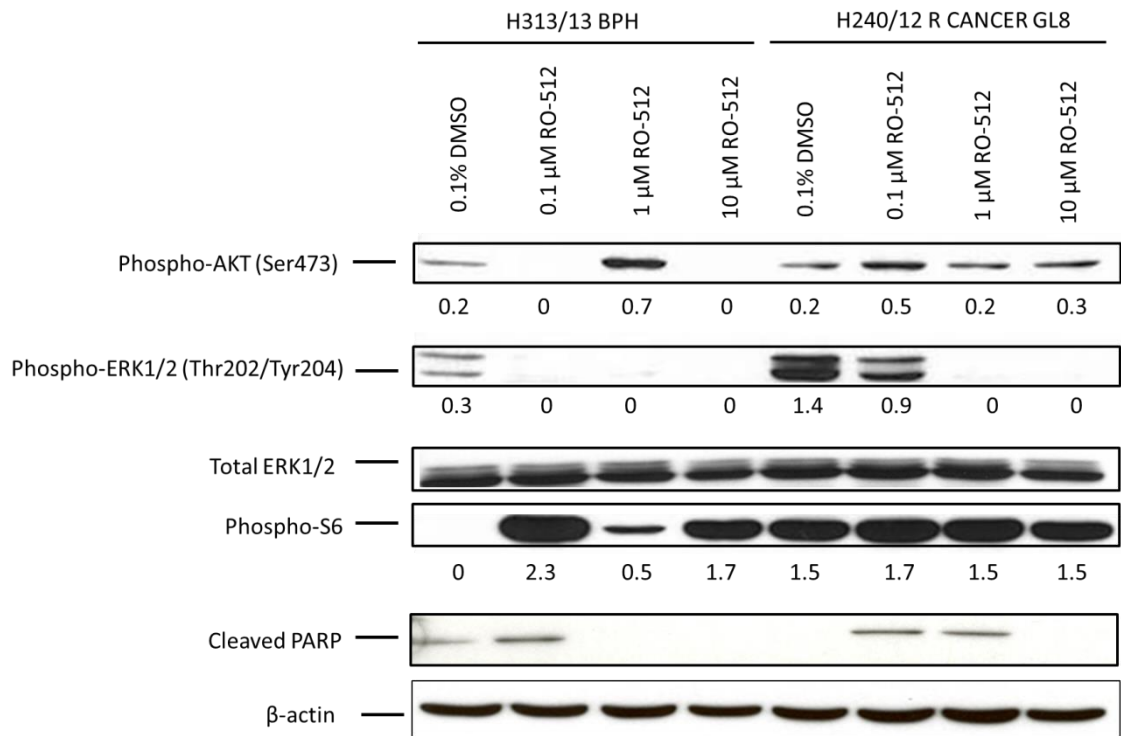 H313/13 BPH H240/12 R CANCER GL8
0.1% DMSO 0.1 µM RO-512 1 µM RO-512 10 µM RO-512 0.1% DMSO 0.1 µM RO-512 1 µM RO-512 10 µM RO-512
Phospho-AKT (Ser473)
0.2 0 0.7 0 0.2 0.5 0.2 0.3
Phospho-ERK1/2 (Thr202/Tyr204)
0.3 0 0 0 1.4 0.9 0 0
Total ERK1/2
Phospho-S6
0 2.3 0.5 1.7 1.5 1.7 1.5 1.5
Cleaved PARP
β-actin